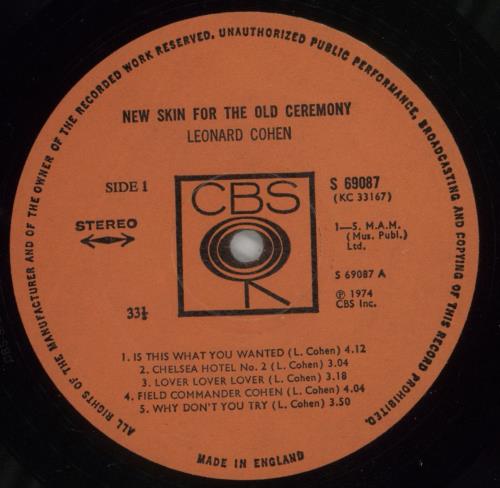 ALL RIGHTS OF THE MANUFACTURER AND OF THE OWNER OF THE RECORDED WORK RESERVED. UNAUTHORIZED PUBLIC PERFORMANCE, BROADCASTING AND COPYING OF THIS RECORD PROHIBITED.
NEW SKIN FOR THE OLD CEREMONY
LEONARD COHEN
SIDE 1
CBS
S 69087
(KC 33167)
STEREO
1—5. M.A.M.
(Mus. Publ.)
Ltd.
S 69087 A
33⅓
℗ 1974
CBS Inc.
1. IS THIS WHAT YOU WANTED (L. Cohen) 4.12
2. CHELSEA HOTEL No. 2 (L. Cohen) 3.04
3. LOVER LOVER LOVER (L. Cohen) 3.18
4. FIELD COMMANDER COHEN (L. Cohen) 4.04
5. WHY DON'T YOU TRY (L. Cohen) 3.50
MADE IN ENGLAND